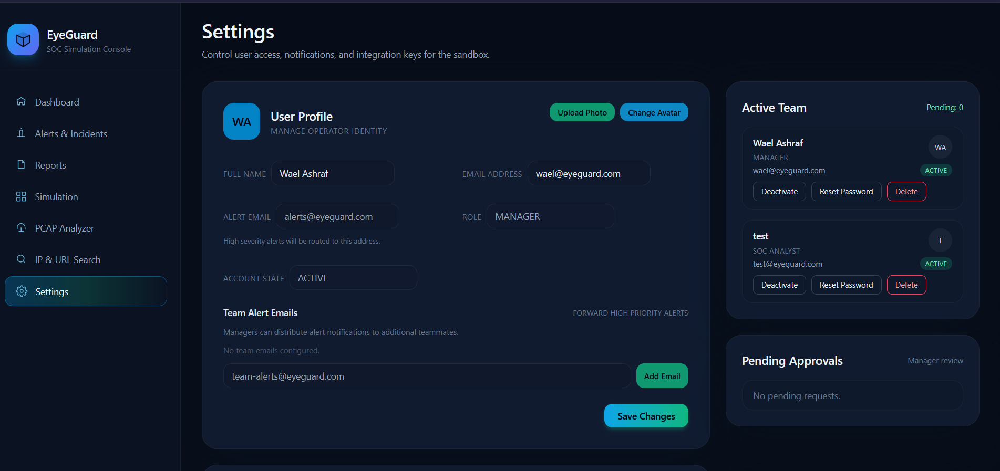 EyeGuard
SOC Simulation Console
Dashboard
Alerts & Incidents
Reports
Simulation
PCAP Analyzer
IP & URL Search
Settings
Settings
Control user access, notifications, and integration keys for the sandbox.
WA
User Profile
MANAGE OPERATOR IDENTITY
Upload Photo
Change Avatar
FULL NAME Wael Ashraf
EMAIL ADDRESS wael@eyeguard.com
ALERT EMAIL alerts@eyeguard.com
ROLE MANAGER
High severity alerts will be routed to this address.
ACCOUNT STATE ACTIVE
Team Alert Emails
FORWARD HIGH PRIORITY ALERTS
Managers can distribute alert notifications to additional teammates.
No team emails configured.
team-alerts@eyeguard.com
Add Email
Save Changes
Active Team
Pending: 0
Wael Ashraf
WA
MANAGER
wael@eyeguard.com
ACTIVE
Deactivate
Reset Password
Delete
test
T
SOC ANALYST
test@eyeguard.com
ACTIVE
Deactivate
Reset Password
Delete
Pending Approvals
Manager review
No pending requests.